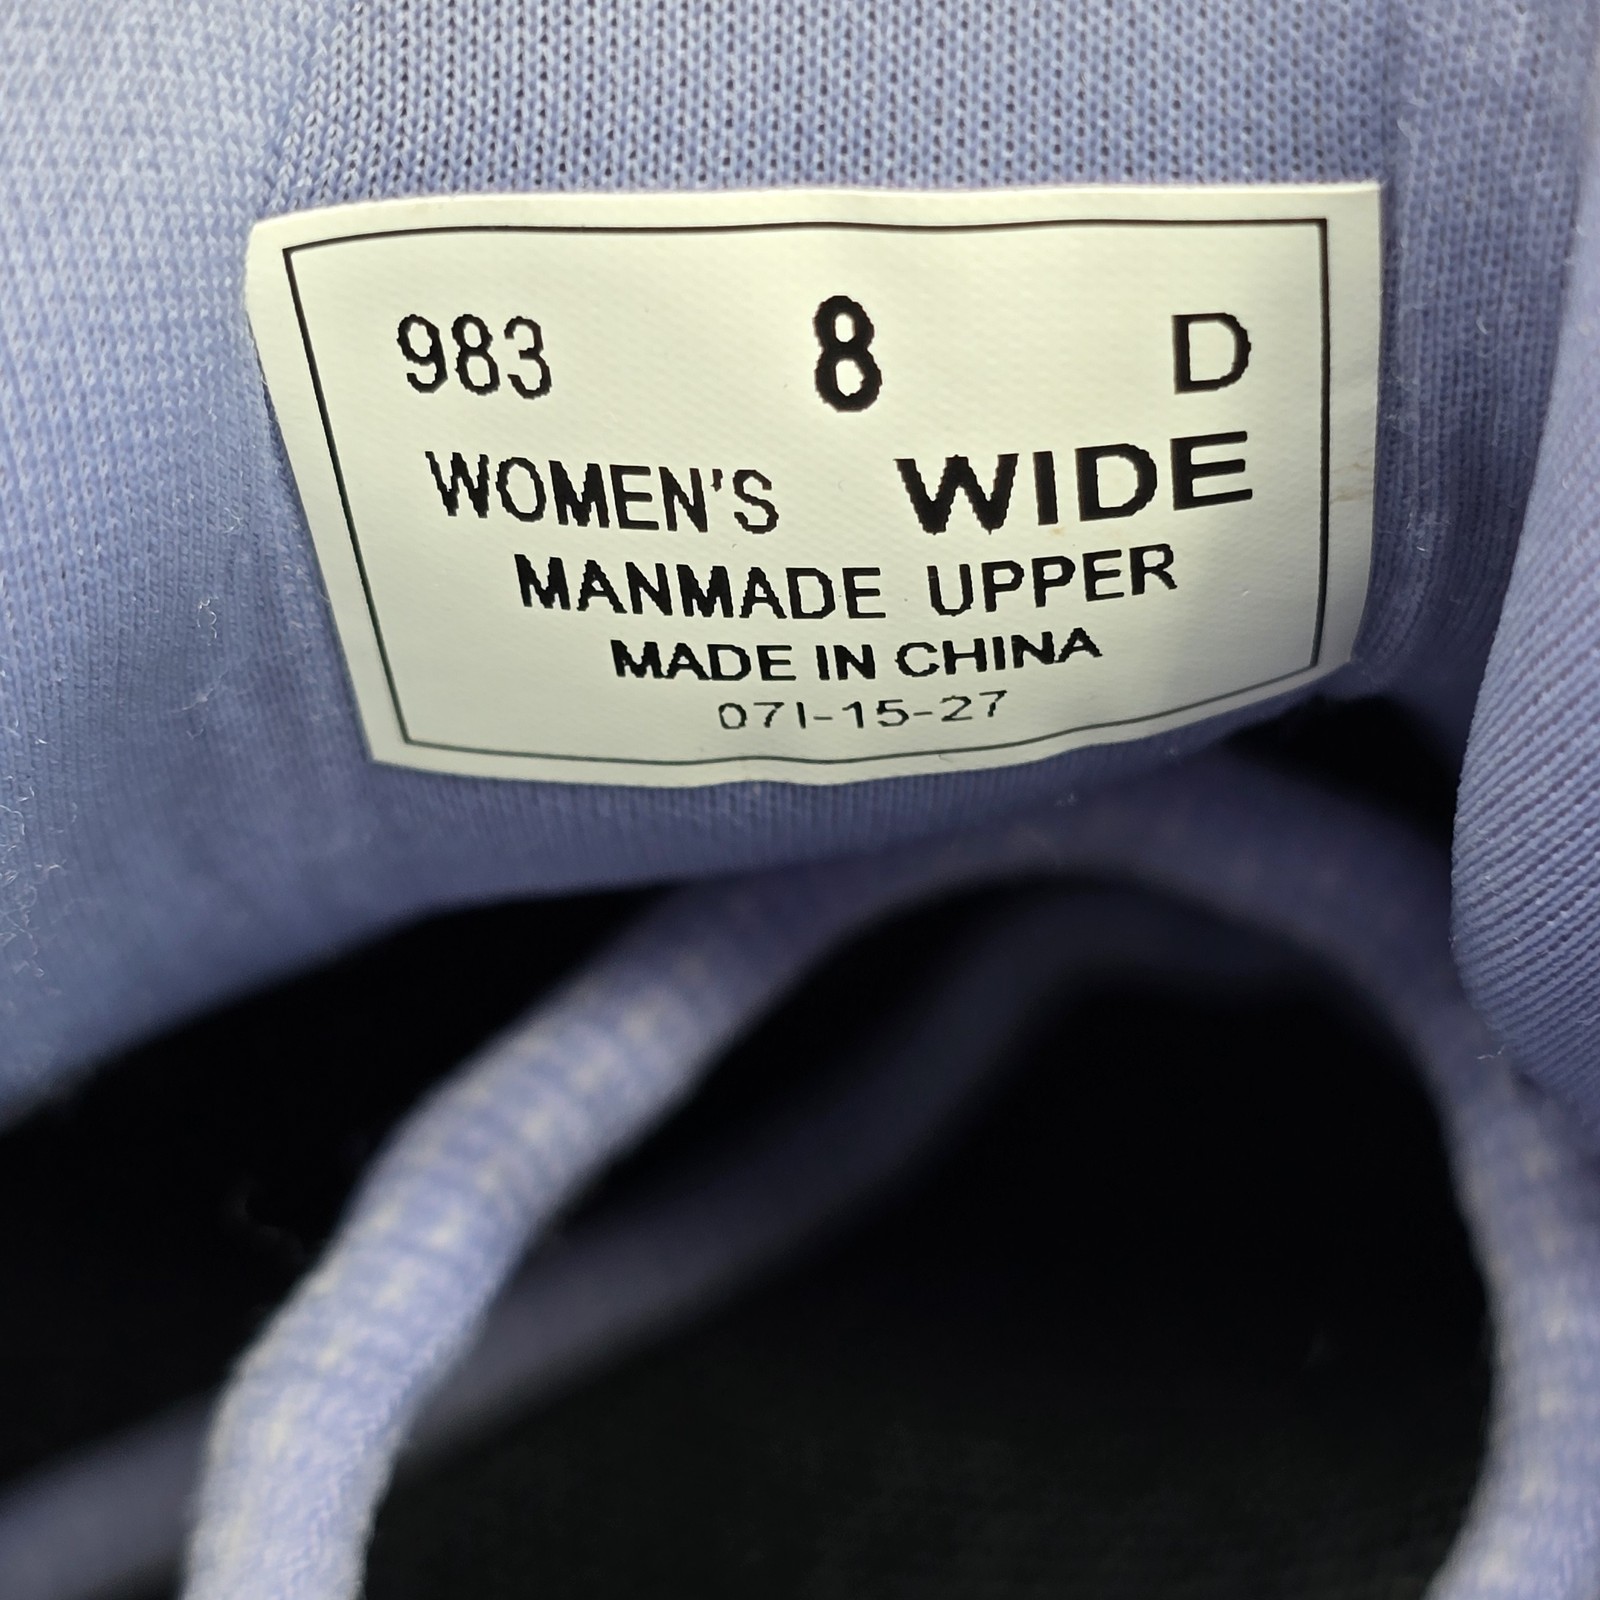 983 8 D
WOMEN'S WIDE
MANMADE UPPER
MADE IN CHINA
071-15-27